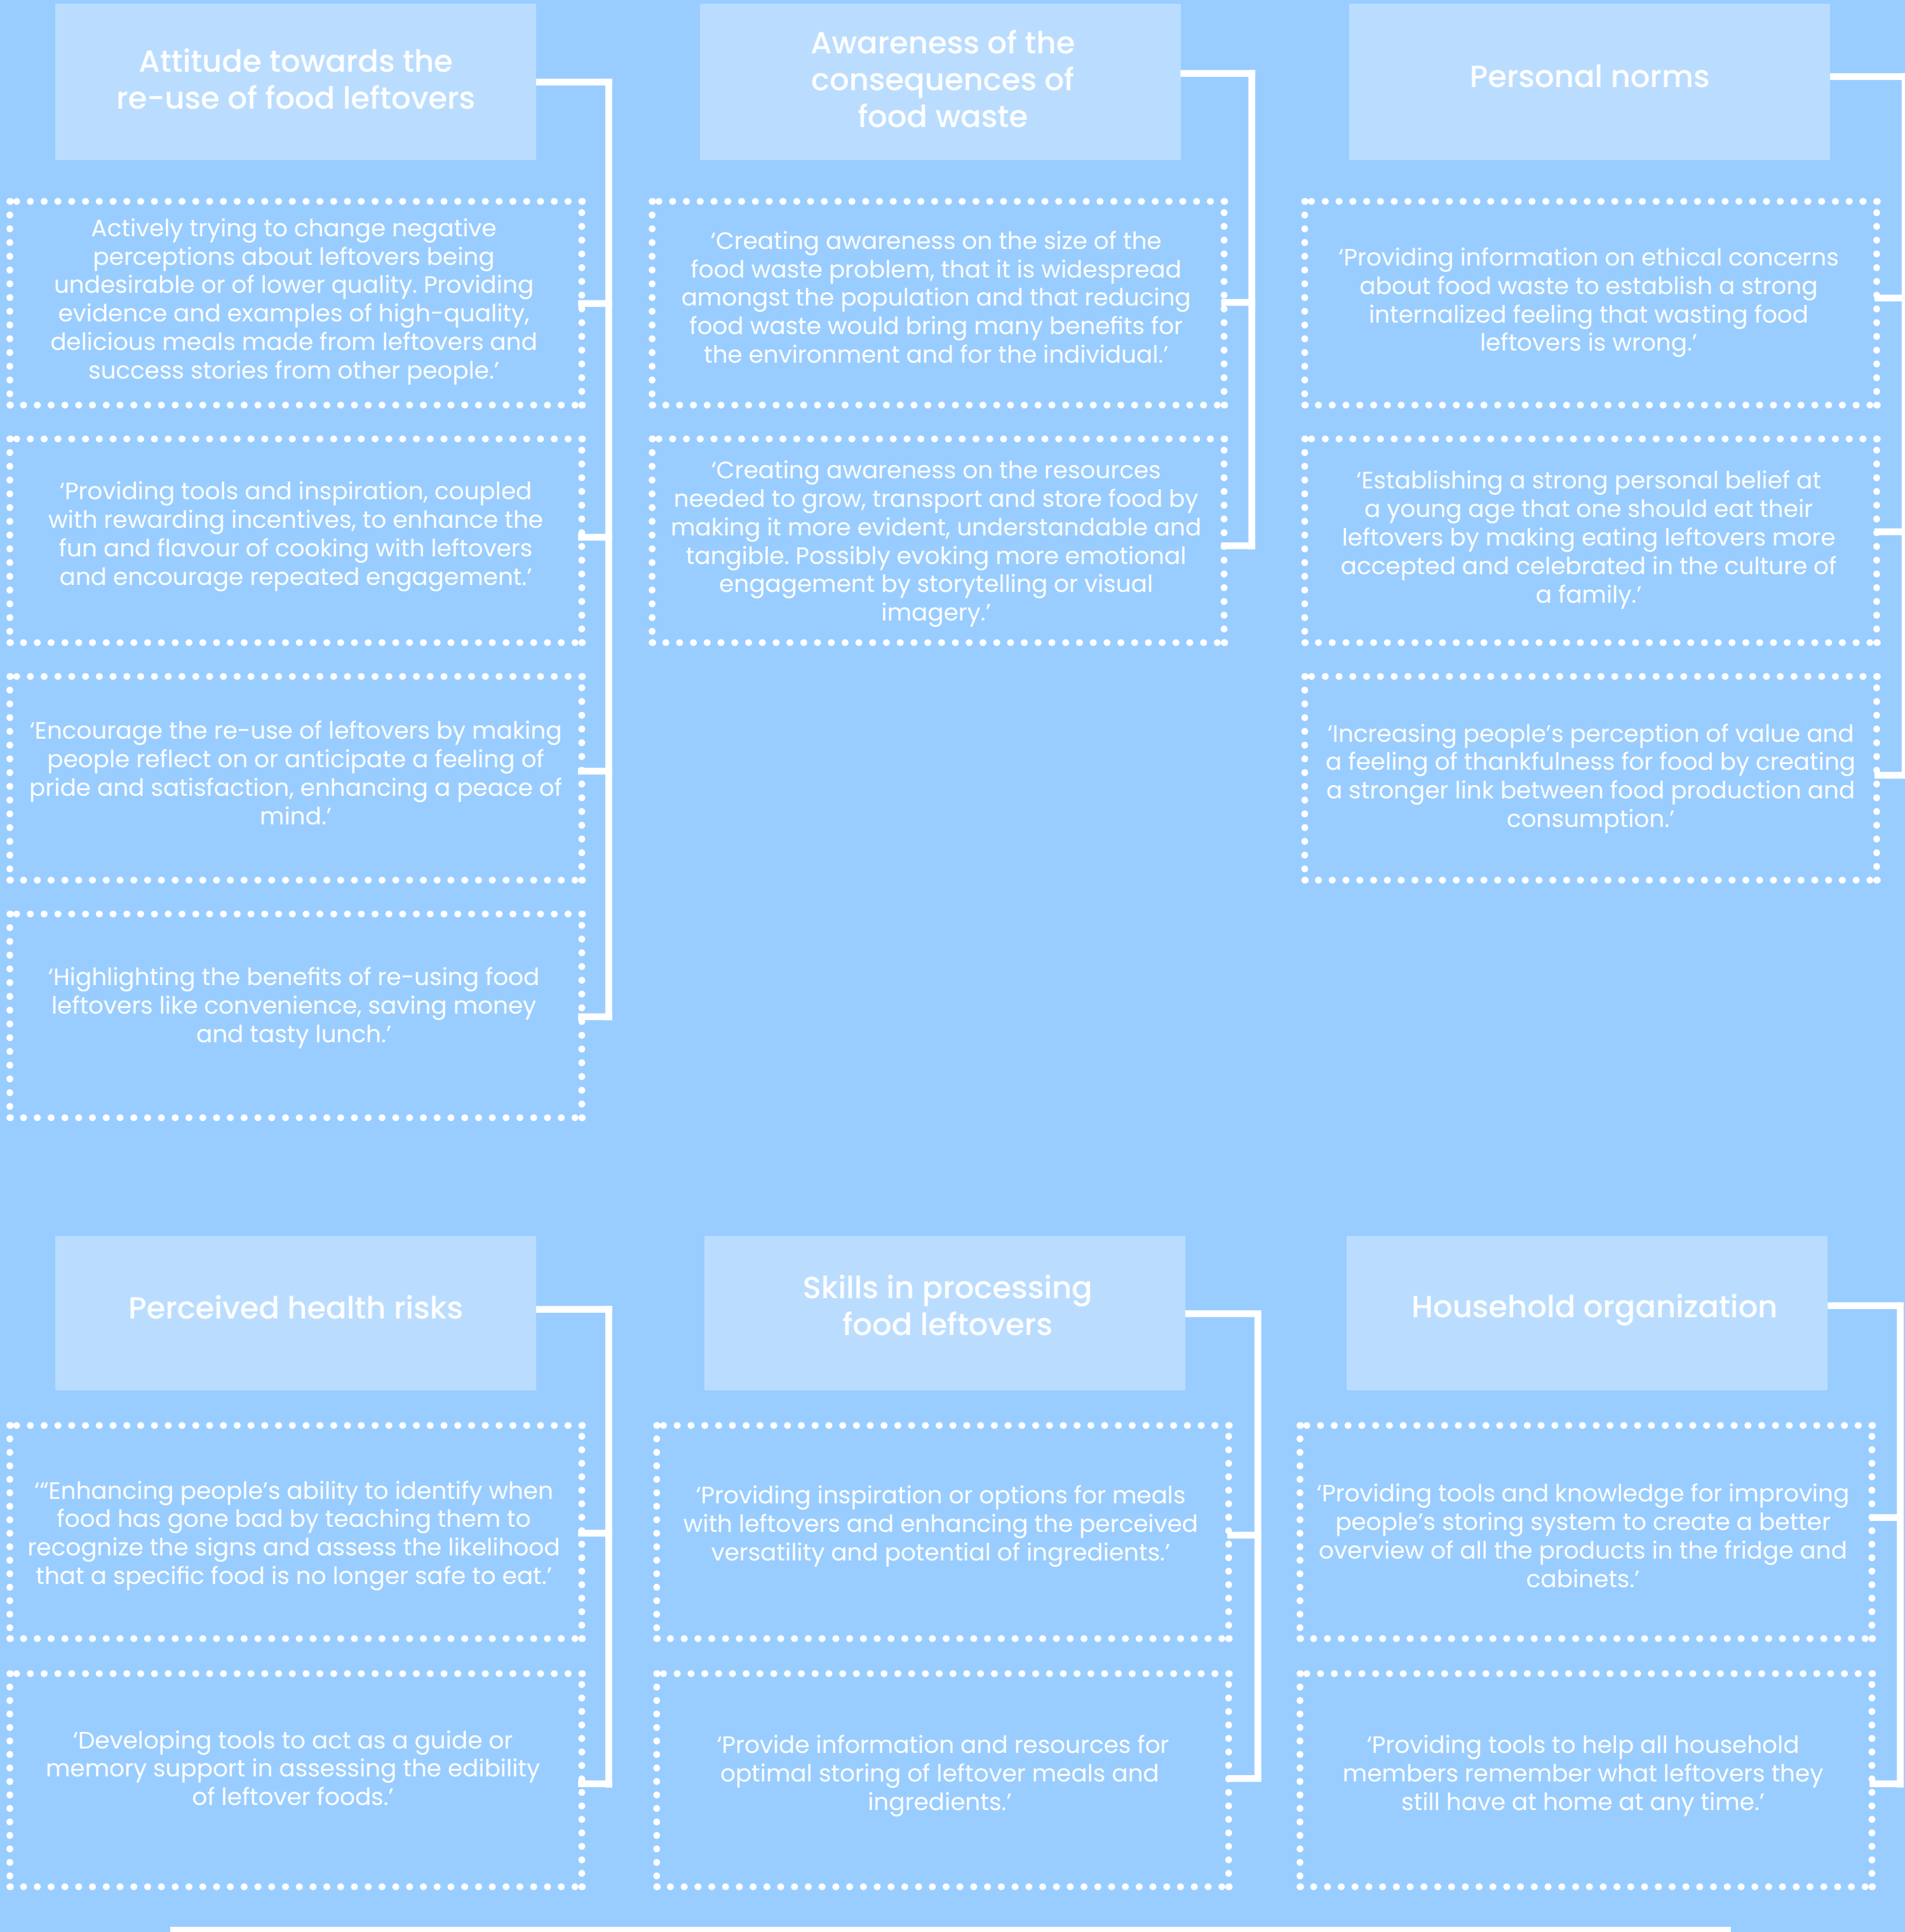 Attitude towards the
re-use of food leftovers
Actively trying to change negative
perceptions about leftovers being
undesirable or of lower quality. Providing
evidence and examples of high-quality,
delicious meals made from leftovers and
success stories from other people.’
‘Providing tools and inspiration, coupled
with rewarding incentives, to enhance the
fun and flavour of cooking with leftovers
and encourage repeated engagement.’
‘Encourage the re-use of leftovers by making
people reflect on or anticipate a feeling of
pride and satisfaction, enhancing a peace of
mind.’
‘Highlighting the benefits of re-using food
leftovers like convenience, saving money
and tasty lunch.’
Awareness of the
consequences of
food waste
‘Creating awareness on the size of the
food waste problem, that it is widespread
amongst the population and that reducing
food waste would bring many benefits for
the environment and for the individual.’
‘Creating awareness on the resources
needed to grow, transport and store food by
making it more evident, understandable and
tangible. Possibly evoking more emotional
engagement by storytelling or visual
imagery.’
Personal norms
‘Providing information on ethical concerns
about food waste to establish a strong
internalized feeling that wasting food
leftovers is wrong.’
‘Establishing a strong personal belief at
a young age that one should eat their
leftovers by making eating leftovers more
accepted and celebrated in the culture of
a family.’
‘Increasing people’s perception of value and
a feeling of thankfulness for food by creating
a stronger link between food production and
consumption.’
Perceived health risks
‘“Enhancing people’s ability to identify when
food has gone bad by teaching them to
recognize the signs and assess the likelihood
that a specific food is no longer safe to eat.’
‘Developing tools to act as a guide or
memory support in assessing the edibility
of leftover foods.’
Skills in processing
food leftovers
‘Providing inspiration or options for meals
with leftovers and enhancing the perceived
versatility and potential of ingredients.’
‘Provide information and resources for
optimal storing of leftover meals and
ingredients.’
Household organization
‘Providing tools and knowledge for improving
people’s storing system to create a better
overview of all the products in the fridge and
cabinets.’
‘Providing tools to help all household
members remember what leftovers they
still have at home at any time.’